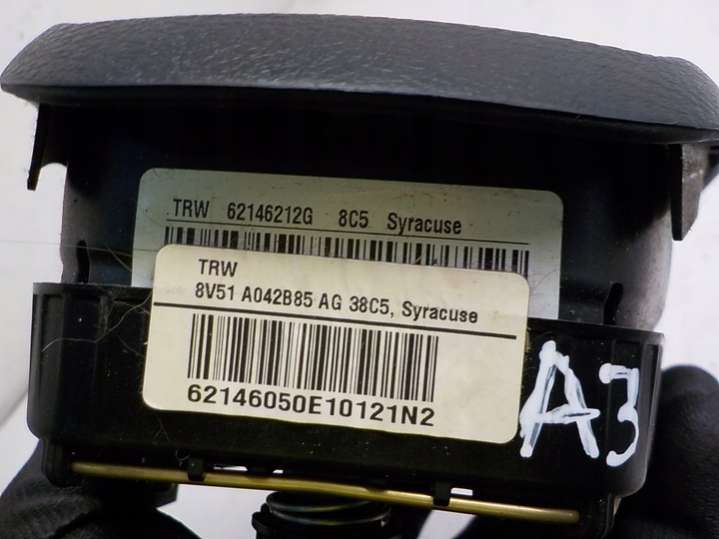 TRW 62146212G 8C5 Syracuse
TRW
8V51 A042B85 AG 38C5, Syracuse
62146050E10121N2
A3